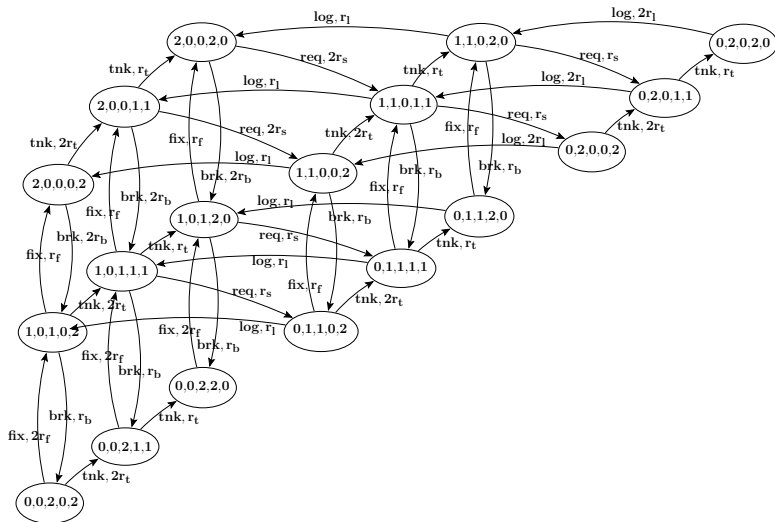 log, r_l
log, 2r_l
2,0,0,2,0
1,1,0,2,0
0,2,0,2,0
req, 2r_s
req, r_s
tnk, r_t
tnk, r_t
tnk, r_t
log, r_l
log, 2r_l
2,0,0,1,1
1,1,0,1,1
0,2,0,1,1
req, 2r_s
req, r_s
fix, r_f
fix, r_f
tnk, 2r_t
tnk, 2r_t
tnk, 2r_t
log, r_l
log, 2r_l
2,0,0,0,2
1,1,0,0,2
0,2,0,0,2
brk, 2r_b
brk, 2r_b
fix, r_f
brk, r_b
log, r_l
fix, r_f
brk, r_b
1,0,1,2,0
0,1,1,2,0
brk, 2r_b
req, r_s
tnk, r_t
tnk, r_t
fix, r_f
log, r_l
1,0,1,1,1
0,1,1,1,1
req, r_s
fix, r_f
tnk, 2r_t
tnk, 2r_t
1,0,1,0,2
log, r_l
0,1,1,0,2
fix, 2r_f
brk, r_b
fix, 2r_f
brk, r_b
0,0,2,2,0
brk, r_b
tnk, r_t
fix, 2r_f
0,0,2,1,1
tnk, 2r_t
0,0,2,0,2